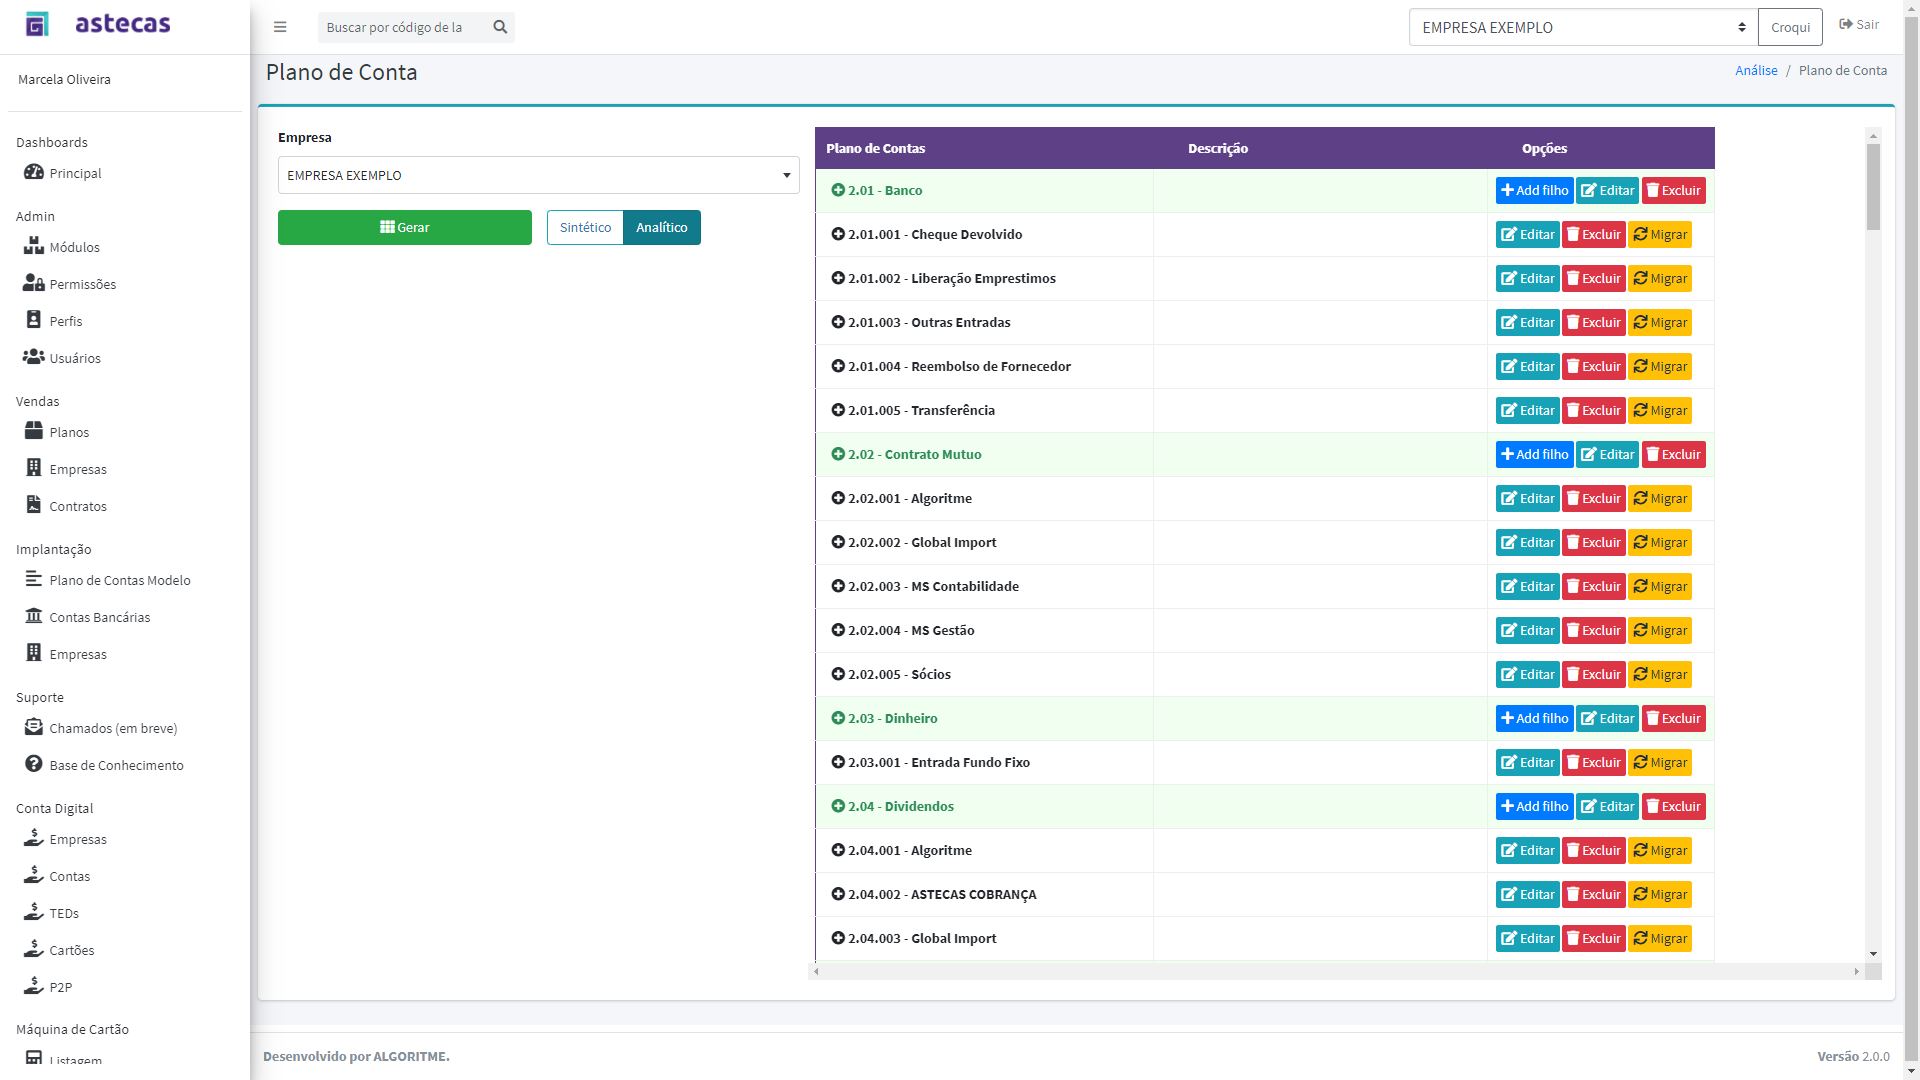 astecas
Buscar por código de la
EMPRESA EXEMPLO
Croqui
Sair
Marcela Oliveira
Dashboards
Principal
Admin
Módulos
Permissões
Perfis
Usuários
Vendas
Planos
Empresas
Contratos
Implantação
Plano de Contas Modelo
Contas Bancárias
Empresas
Suporte
Chamados (em breve)
Base de Conhecimento
Conta Digital
Empresas
Contas
TEDs
Cartões
P2P
Máquina de Cartão
Listagem
Plano de Conta
Análise / Plano de Conta
Empresa
EMPRESA EXEMPLO
Gerar
Sintético
Analítico
Plano de Contas Descrição Opções
2.01 - Banco Add filho Editar Excluir
2.01.001 - Cheque Devolvido Editar Excluir Migrar
2.01.002 - Liberação Emprestimos Editar Excluir Migrar
2.01.003 - Outras Entradas Editar Excluir Migrar
2.01.004 - Reembolso de Fornecedor Editar Excluir Migrar
2.01.005 - Transferência Editar Excluir Migrar
2.02 - Contrato Mutuo Add filho Editar Excluir
2.02.001 - Algoritme Editar Excluir Migrar
2.02.002 - Global Import Editar Excluir Migrar
2.02.003 - MS Contabilidade Editar Excluir Migrar
2.02.004 - MS Gestão Editar Excluir Migrar
2.02.005 - Sócios Editar Excluir Migrar
2.03 - Dinheiro Add filho Editar Excluir
2.03.001 - Entrada Fundo Fixo Editar Excluir Migrar
2.04 - Dividendos Add filho Editar Excluir
2.04.001 - Algoritme Editar Excluir Migrar
2.04.002 - ASTECAS COBRANÇA Editar Excluir Migrar
2.04.003 - Global Import Editar Excluir Migrar
Desenvolvido por ALGORITME.
Versão 2.0.0